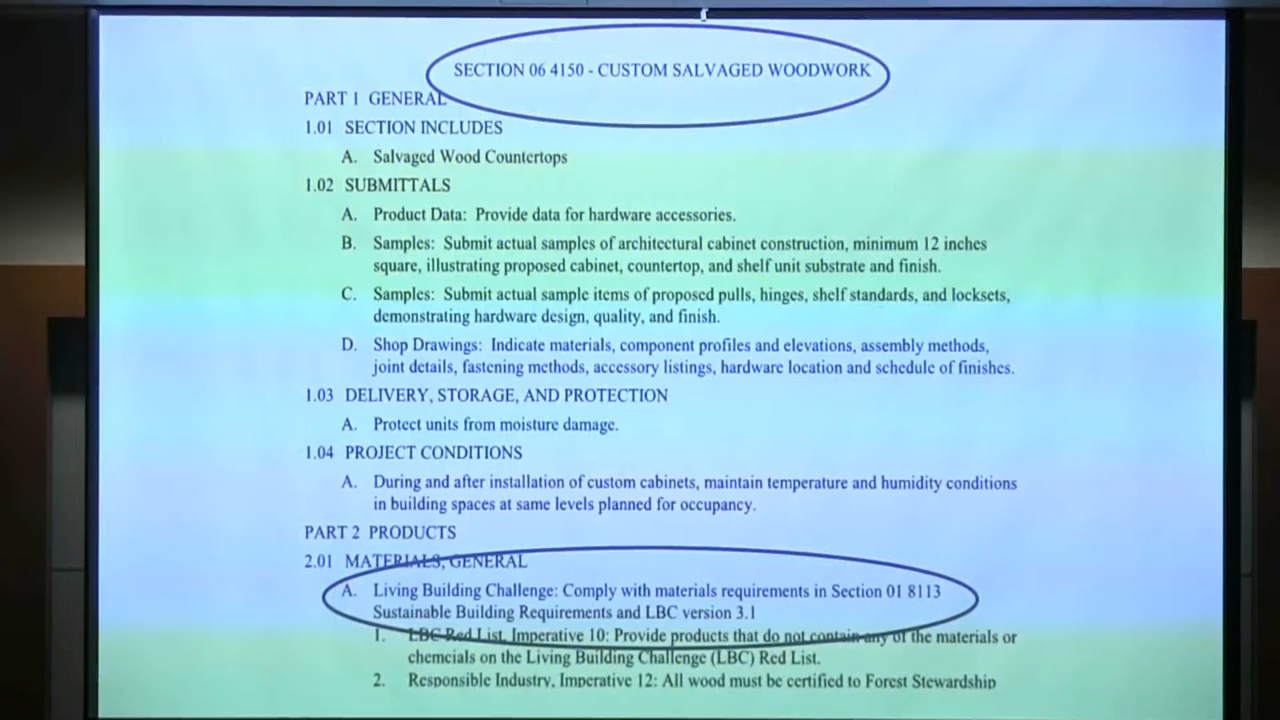 SECTION 06 4150 - CUSTOM SALVAGED WOODWORK
PART 1 GENERAL
1.01 SECTION INCLUDES
A. Salvaged Wood Countertops
1.02 SUBMITTALS
A. Product Data: Provide data for hardware accessories.
B. Samples: Submit actual samples of architectural cabinet construction, minimum 12 inches
square, illustrating proposed cabinet, countertop, and shelf unit substrate and finish.
C. Samples: Submit actual sample items of proposed pulls, hinges, shelf standards, and locksets,
demonstrating hardware design, quality, and finish.
D. Shop Drawings: Indicate materials, component profiles and elevations, assembly methods,
joint details, fastening methods, accessory listings, hardware location and schedule of finishes.
1.03 DELIVERY, STORAGE, AND PROTECTION
A. Protect units from moisture damage.
1.04 PROJECT CONDITIONS
A. During and after installation of custom cabinets, maintain temperature and humidity conditions
in building spaces at same levels planned for occupancy.
PART 2 PRODUCTS
2.01 MATERIALS, GENERAL
A. Living Building Challenge: Comply with materials requirements in Section 01 8113
Sustainable Building Requirements and LBC version 3.1
1. LBC Red List, Imperative 10: Provide products that do not contain any of the materials or
chemcials on the Living Building Challenge (LBC) Red List.
2. Responsible Industry, Imperative 12: All wood must be certified to Forest Stewardship